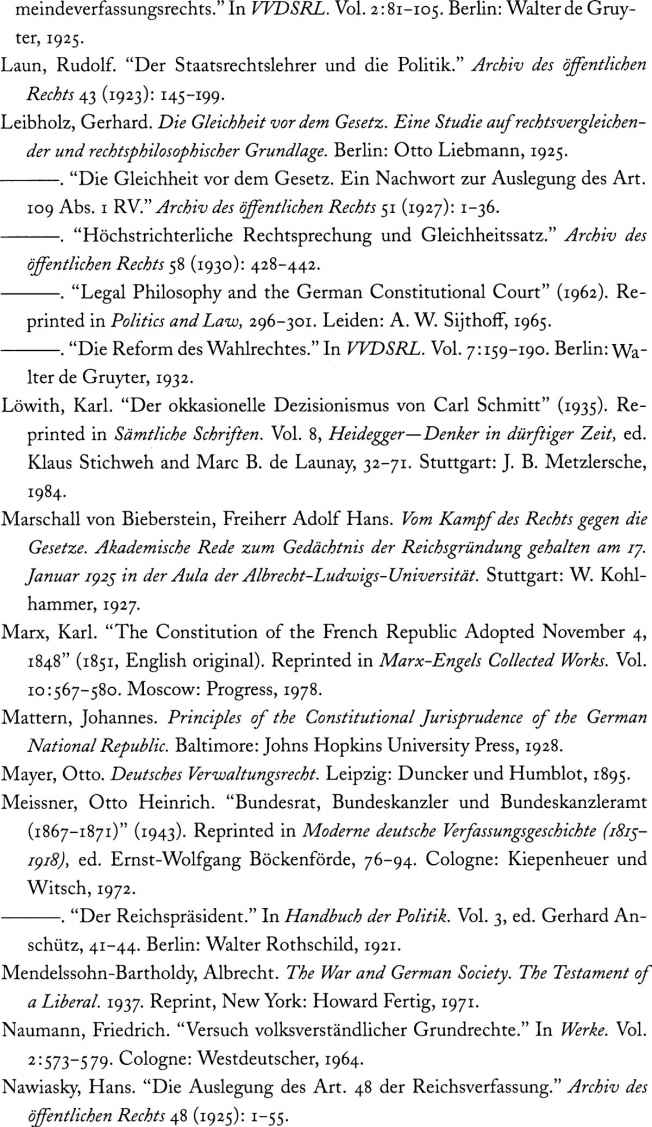 meindeverfassungsrechts.” In VVDSRL. Vol. 2:81–105. Berlin: Walter de Gruy-
ter, 1925.
Laun, Rudolf. “Der Staatsrechtslehrer und die Politik.” Archiv des öffentlichen
Rechts 43 (1923): 145–199.
Leibholz, Gerhard. Die Gleichheit vor dem Gesetz. Eine Studie auf rechtsvergleichen-
der und rechtsphilosophischer Grundlage. Berlin: Otto Liebmann, 1925.
———. “Die Gleichheit vor dem Gesetz. Ein Nachwort zur Auslegung des Art.
109 Abs. 1 RV.” Archiv des öffentlichen Rechts 51 (1927): 1–36.
———. “Höchstrichterliche Rechtsprechung und Gleichheitssatz.” Archiv des
öffentlichen Rechts 58 (1930): 428–442.
———. “Legal Philosophy and the German Constitutional Court” (1962). Re-
printed in Politics and Law, 296–301. Leiden: A. W. Sijthoff, 1965.
———. “Die Reform des Wahlrechtes.” In VVDSRL. Vol. 7:159–190. Berlin: Wa-
lter de Gruyter, 1932.
Löwith, Karl. “Der okkasionelle Dezisionismus von Carl Schmitt” (1935). Re-
printed in Sämtliche Schriften. Vol. 8, Heidegger—Denker in dürftiger Zeit, ed.
Klaus Stichweh and Marc B. de Launay, 32–71. Stuttgart: J. B. Metzlersche,
1984.
Marschall von Bieberstein, Freiherr Adolf Hans. Vom Kampf des Rechts gegen die
Gesetze. Akademische Rede zum Gedächtnis der Reichsgründung gehalten am 17.
Januar 1925 in der Aula der Albrecht-Ludwigs-Universität. Stuttgart: W. Kohl-
hammer, 1927.
Marx, Karl. “The Constitution of the French Republic Adopted November 4,
1848” (1851, English original). Reprinted in Marx-Engels Collected Works. Vol.
10:567–580. Moscow: Progress, 1978.
Mattern, Johannes. Principles of the Constitutional Jurisprudence of the German
National Republic. Baltimore: Johns Hopkins University Press, 1928.
Mayer, Otto. Deutsches Verwaltungsrecht. Leipzig: Duncker und Humblot, 1895.
Meissner, Otto Heinrich. “Bundesrat, Bundeskanzler und Bundeskanzleramt
(1867–1871)” (1943). Reprinted in Moderne deutsche Verfassungsgeschichte (1815–
1918), ed. Ernst-Wolfgang Böckenförde, 76–94. Cologne: Kiepenheuer und
Witsch, 1972.
———. “Der Reichspräsident.” In Handbuch der Politik. Vol. 3, ed. Gerhard An-
schütz, 41–44. Berlin: Walter Rothschild, 1921.
Mendelssohn-Bartholdy, Albrecht. The War and German Society. The Testament of
a Liberal. 1937. Reprint, New York: Howard Fertig, 1971.
Naumann, Friedrich. “Versuch volksverständlicher Grundrechte.” In Werke. Vol.
2:573–579. Cologne: Westdeutscher, 1964.
Nawiasky, Hans. “Die Auslegung des Art. 48 der Reichsverfassung.” Archiv des
öffentlichen Rechts 48 (1925): 1–55.